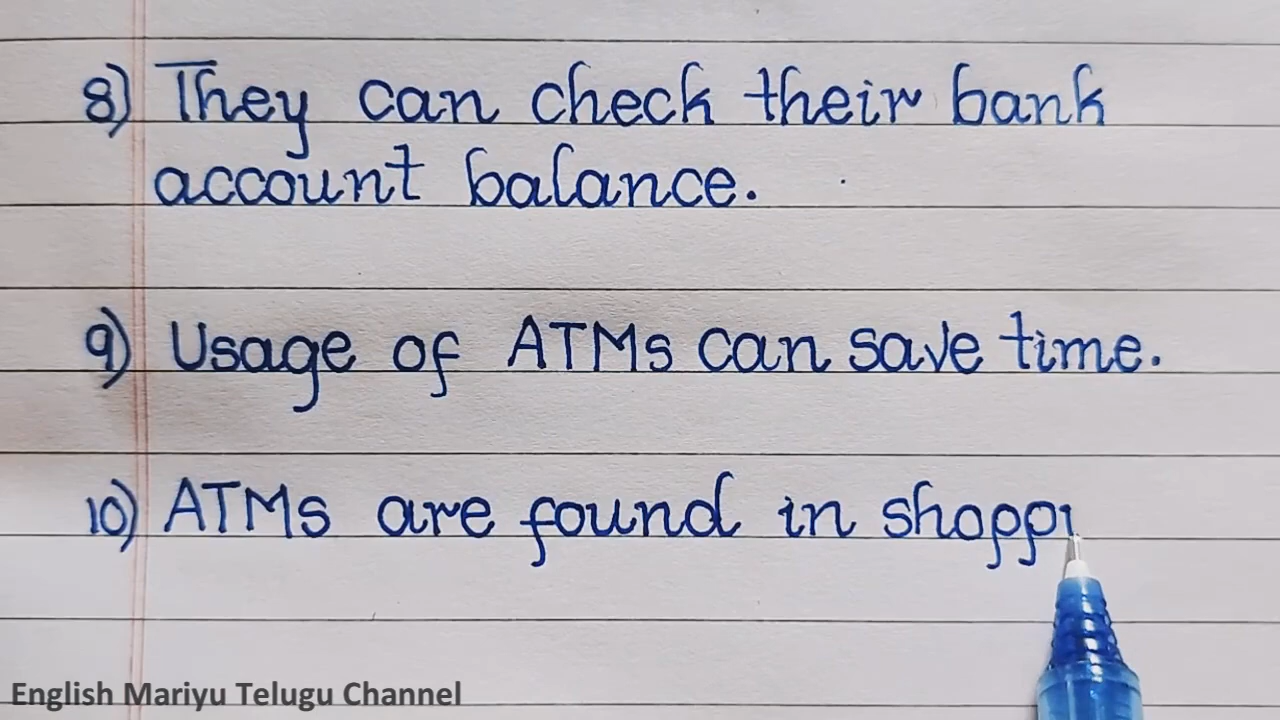 8) They can check their bank
account balance.
9) Usage of ATMs can save time.
10) ATMs are found in shoppi
English Mariyu Telugu Channel